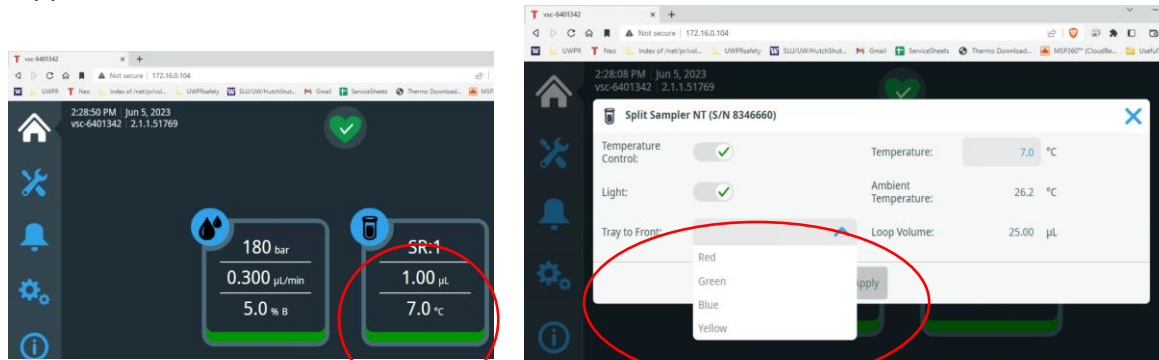 vsc-6401342
Not secure | 172.16.0.104
UWPR Neo Index of /net/pr/vol... UWPRsafety SLU/UW/HutchShut... Gmail ServiceSheets Thermo Download... MSP
2:28:50 PM Jun 5, 2023
vsc-6401342 2.1.1.51769
180 bar
0.300 µL/min
5.0 % B
SR:1
1.00 µL
7.0 °C
vsc-6401342
Not secure | 172.16.0.104
UWPR Neo Index of /net/pr/vol... UWPRsafety SLU/UW/HutchShut... Gmail ServiceSheets Thermo Download... MSP360™ (CloudBe... Useful
2:28:08 PM Jun 5, 2023
vsc-6401342 2.1.1.51769
Split Sampler NT (S/N 8346660)
Temperature Control:
Temperature: 7.0 °C
Light:
Ambient Temperature: 26.2 °C
Tray to Front:
Loop Volume: 25.00 µL
Red
Green
Blue
Yellow
Apply